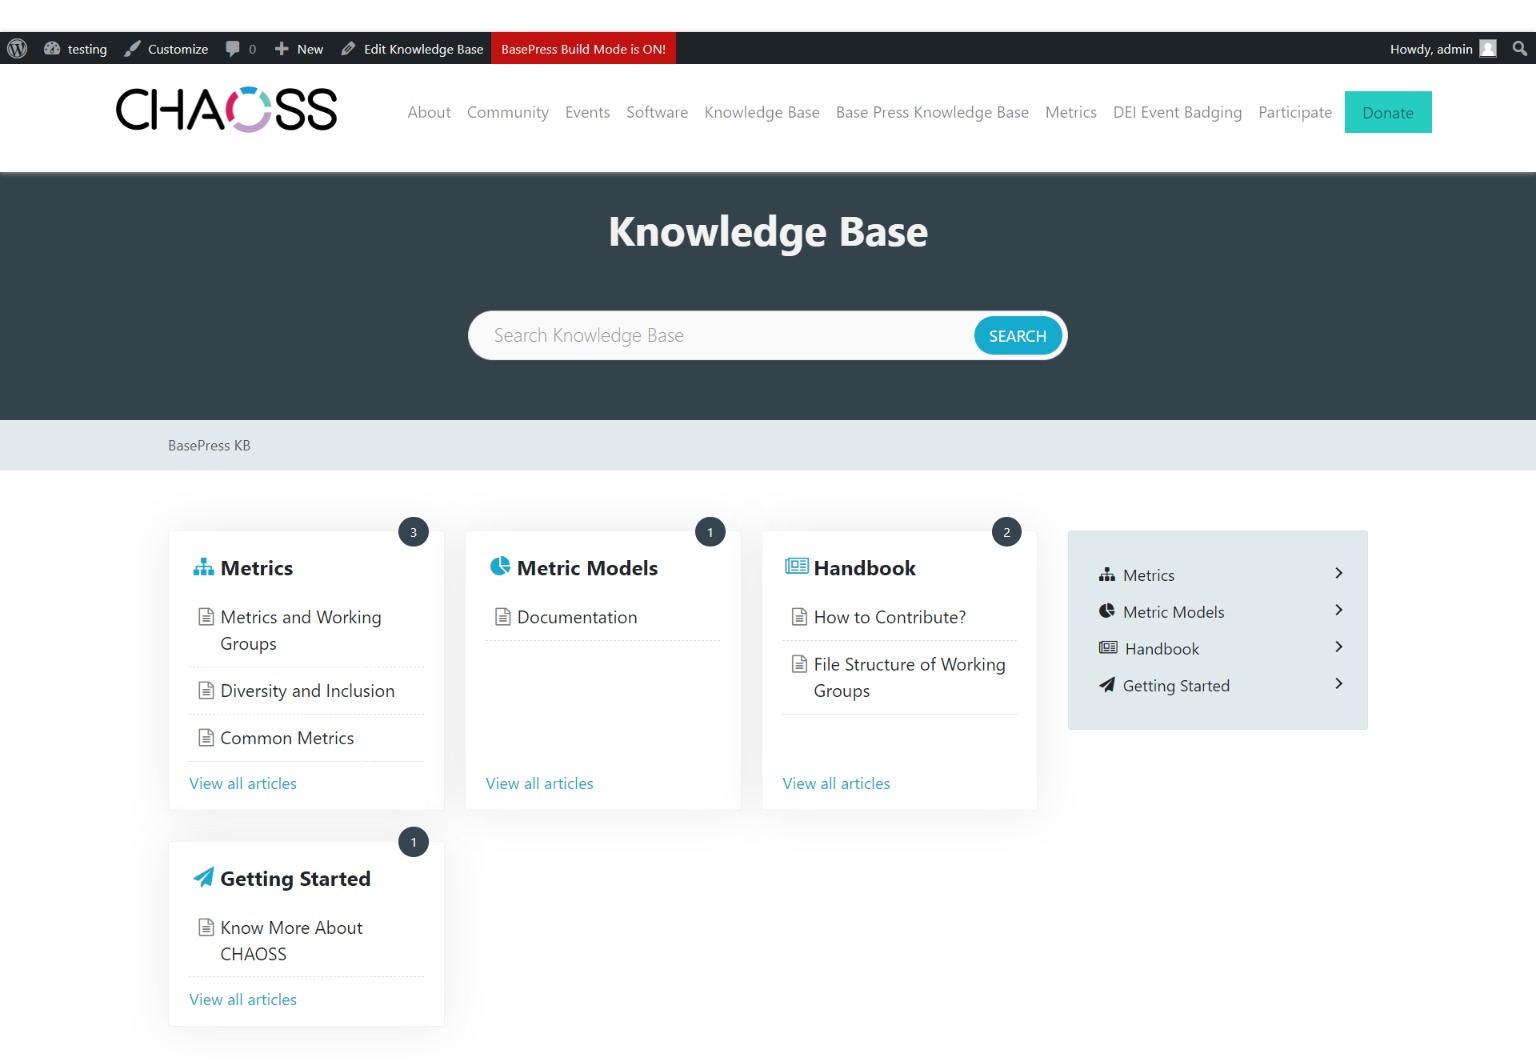 testing Customize 0 New Edit Knowledge Base BasePress Build Mode is ON! Howdy, admin
CHAOSS About Community Events Software Knowledge Base Base Press Knowledge Base Metrics DEI Event Badging Participate Donate
Knowledge Base
Search Knowledge Base SEARCH
BasePress KB
3
Metrics
Metrics and Working
Groups
Diversity and Inclusion
Common Metrics
View all articles
1
Metric Models
Documentation
View all articles
2
Handbook
How to Contribute?
File Structure of Working
Groups
View all articles
Metrics
Metric Models
Handbook
Getting Started
1
Getting Started
Know More About
CHAOSS
View all articles